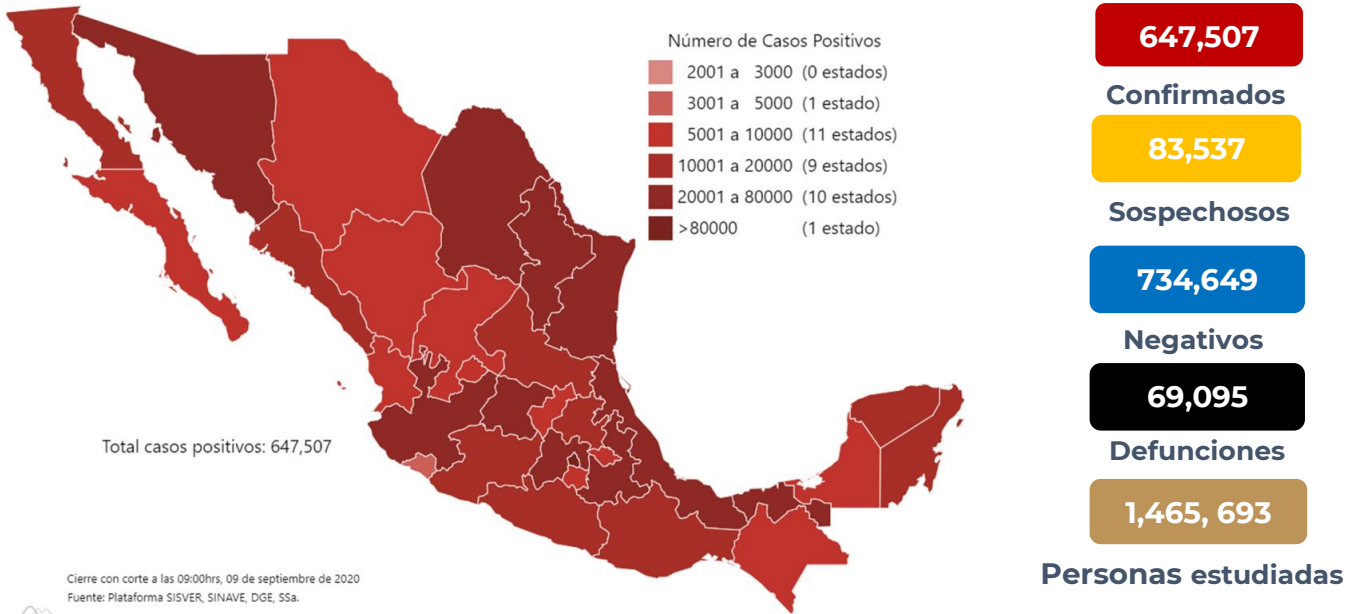 Número de Casos Positivos
2001 a 3000 (0 estados)
3001 a 5000 (1 estado)
5001 a 10000 (11 estados)
10001 a 20000 (9 estados)
20001 a 80000 (10 estados)
>80000 (1 estado)
Total casos positivos: 647,507
Cierre con corte a las 09:00hrs, 09 de septiembre de 2020
Fuente: Plataforma SISVER, SINAVE, DGE, SSa.
647,507
Confirmados
83,537
Sospechosos
734,649
Negativos
69,095
Defunciones
1,465, 693
Personas estudiadas